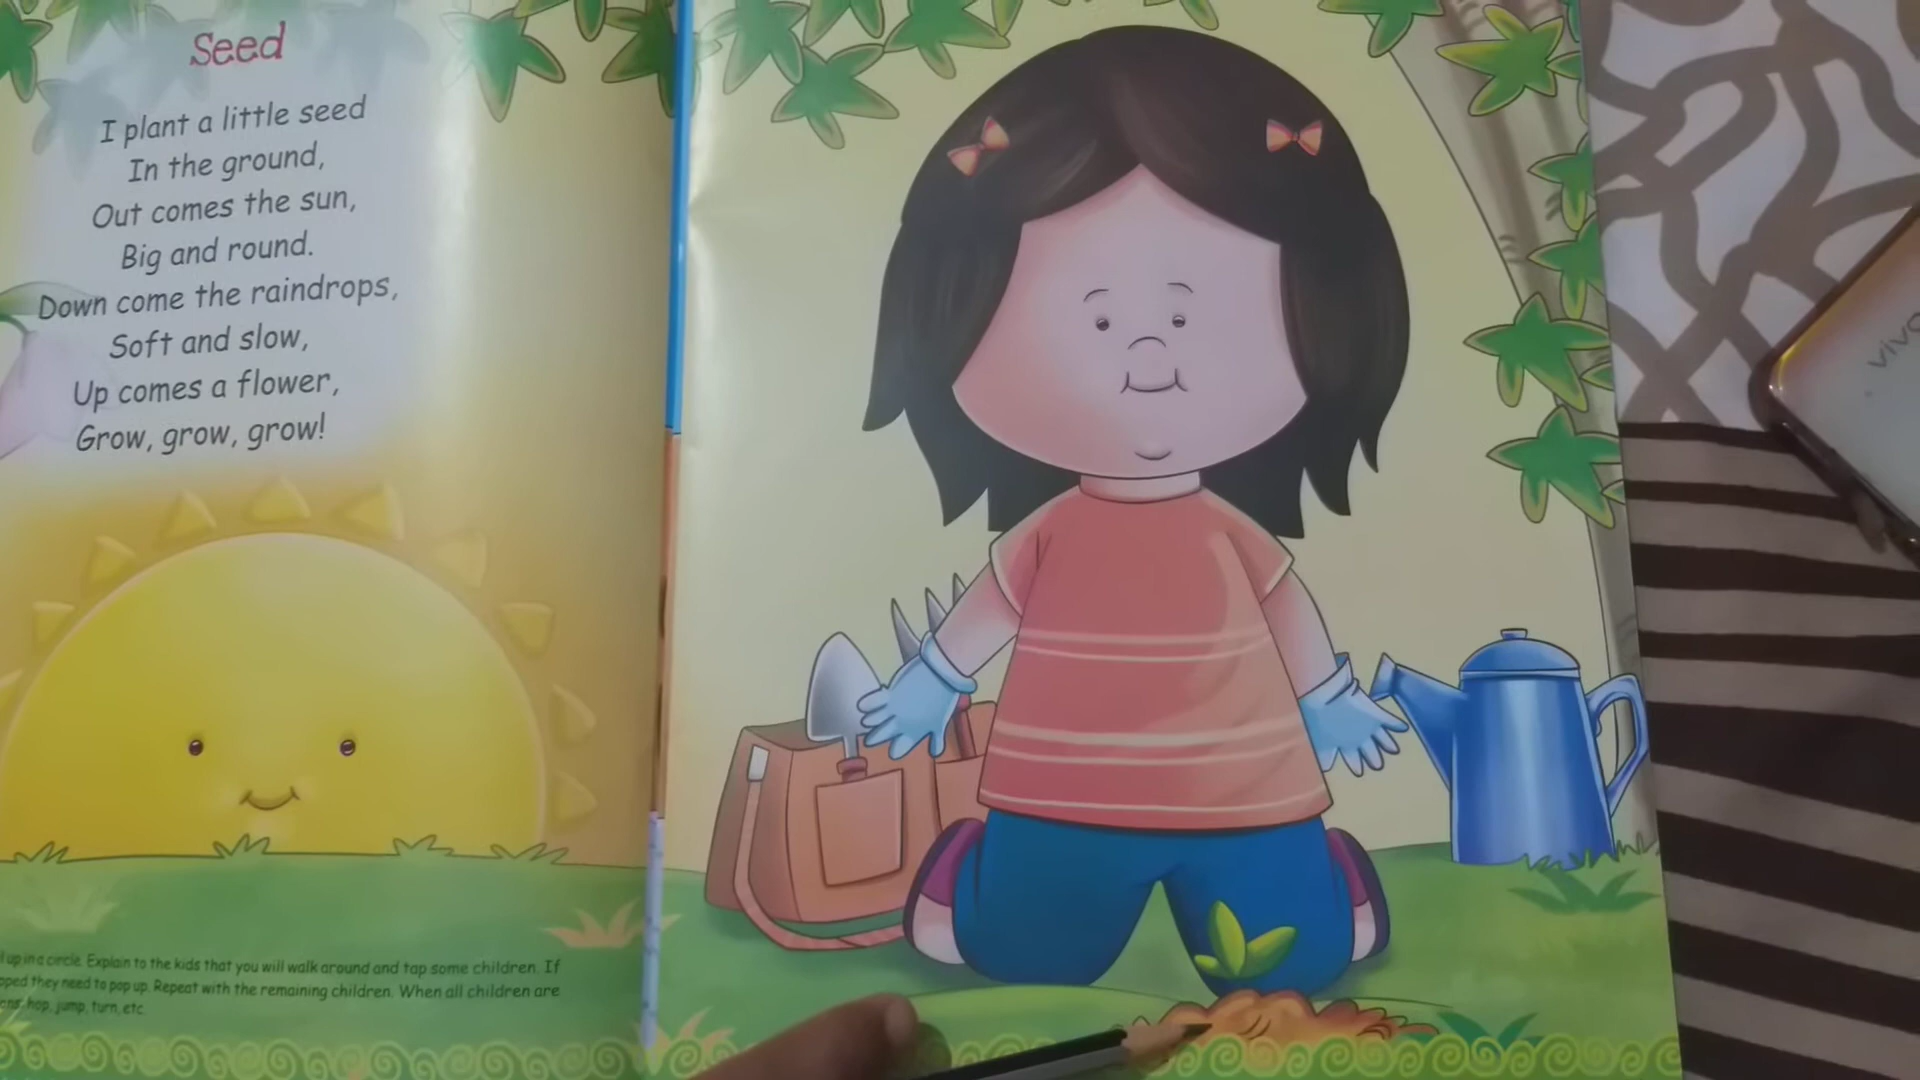 Seed
I plant a little seed
In the ground,
Out comes the sun,
Big and round.
Down come the raindrops,
Soft and slow,
Up comes a flower,
Grow, grow, grow!
up in a circle. Explain to the kids that you will walk around and tap some children. If
they need to pop up. Repeat with the remaining children. When all children are
hop, jump, turn, etc.
vivo